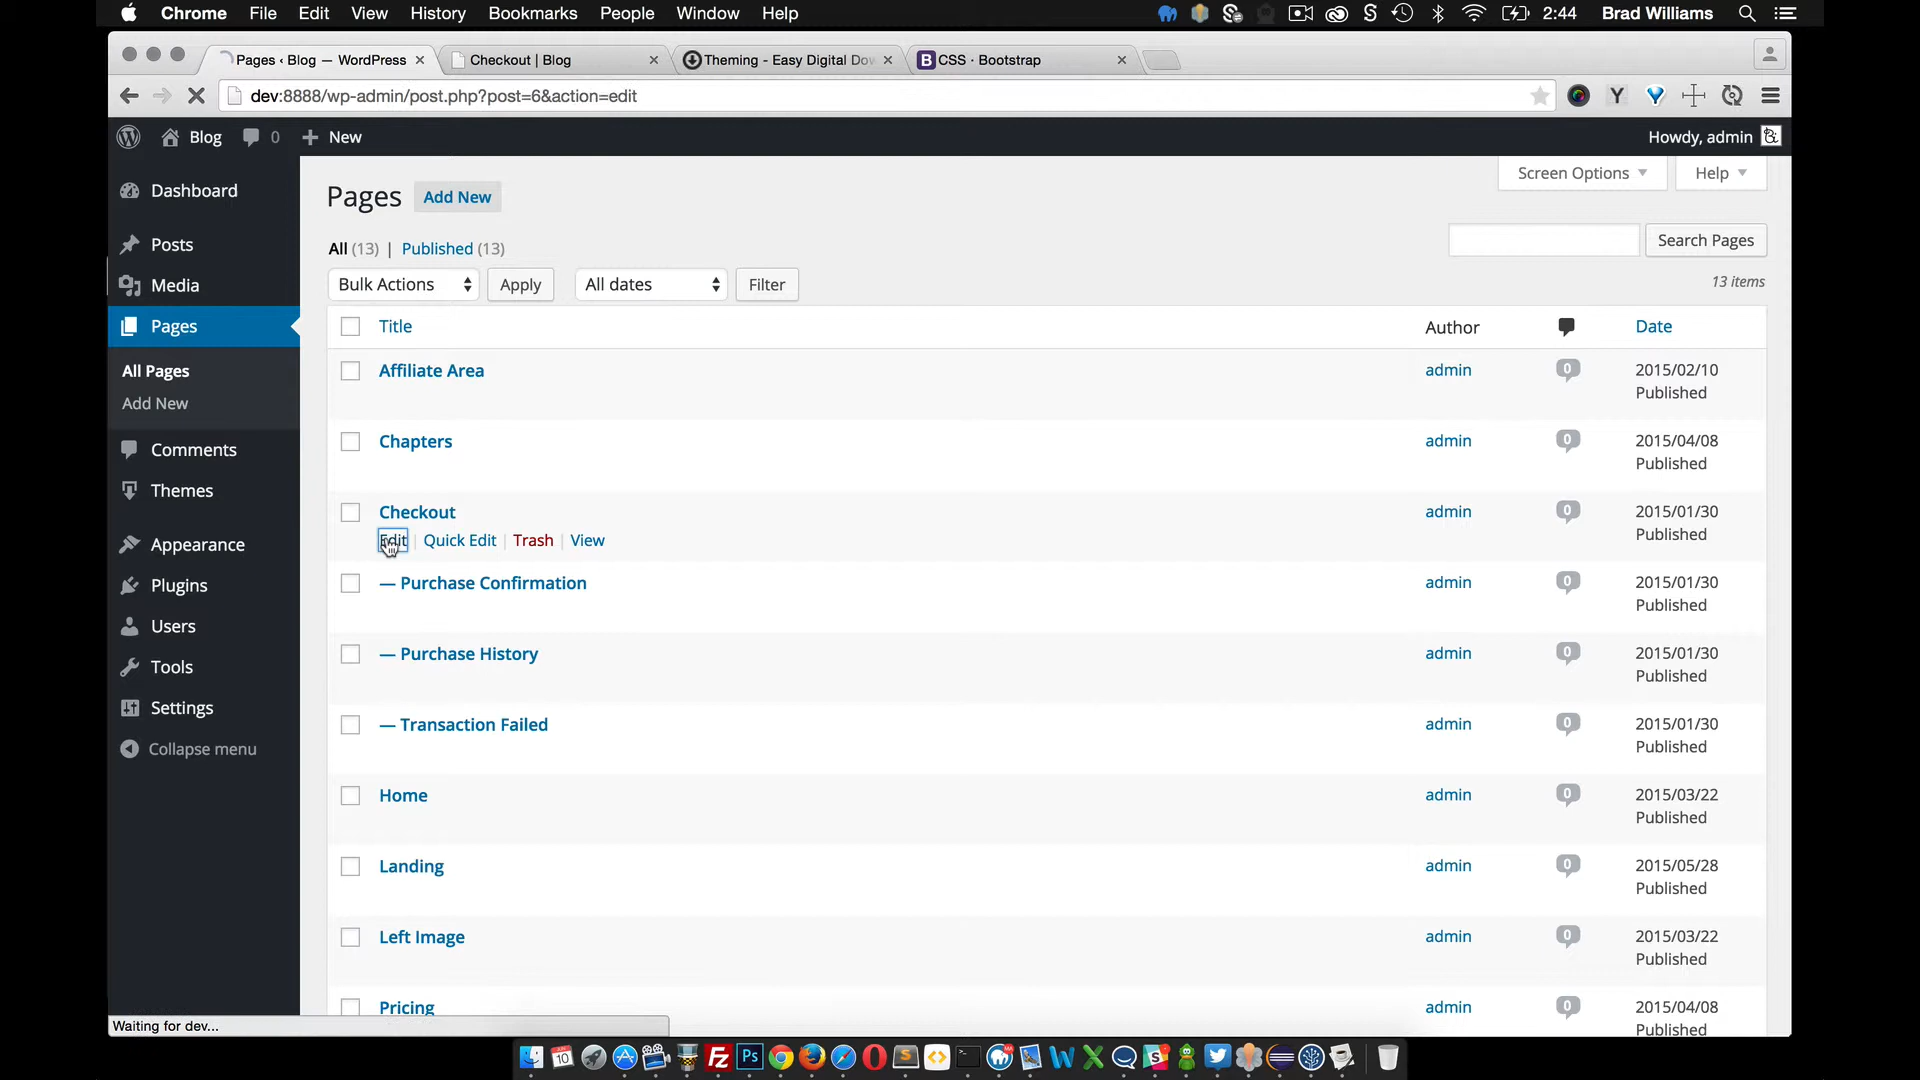 Chrome File Edit View History Bookmarks People Window Help 2:44 Brad Williams
Pages ‹ Blog — WordPress Checkout | Blog Theming - Easy Digital Do CSS · Bootstrap
dev:8888/wp-admin/post.php?post=6&action=edit
Blog 0 New Howdy, admin
Dashboard
Posts
Media
Pages
All Pages
Add New
Comments
Themes
Appearance
Plugins
Users
Tools
Settings
Collapse menu
Screen Options Help
Pages Add New
All (13) | Published (13)
Search Pages
Bulk Actions Apply All dates Filter
13 items
Title Author Date
Affiliate Area admin 0 2015/02/10
Published
Chapters admin 0 2015/04/08
Published
Checkout admin 0 2015/01/30
Edit | Quick Edit | Trash | View Published
— Purchase Confirmation admin 0 2015/01/30
Published
— Purchase History admin 0 2015/01/30
Published
— Transaction Failed admin 0 2015/01/30
Published
Home admin 0 2015/03/22
Published
Landing admin 0 2015/05/28
Published
Left Image admin 0 2015/03/22
Published
Pricing admin 0 2015/04/08
Published
Waiting for dev...